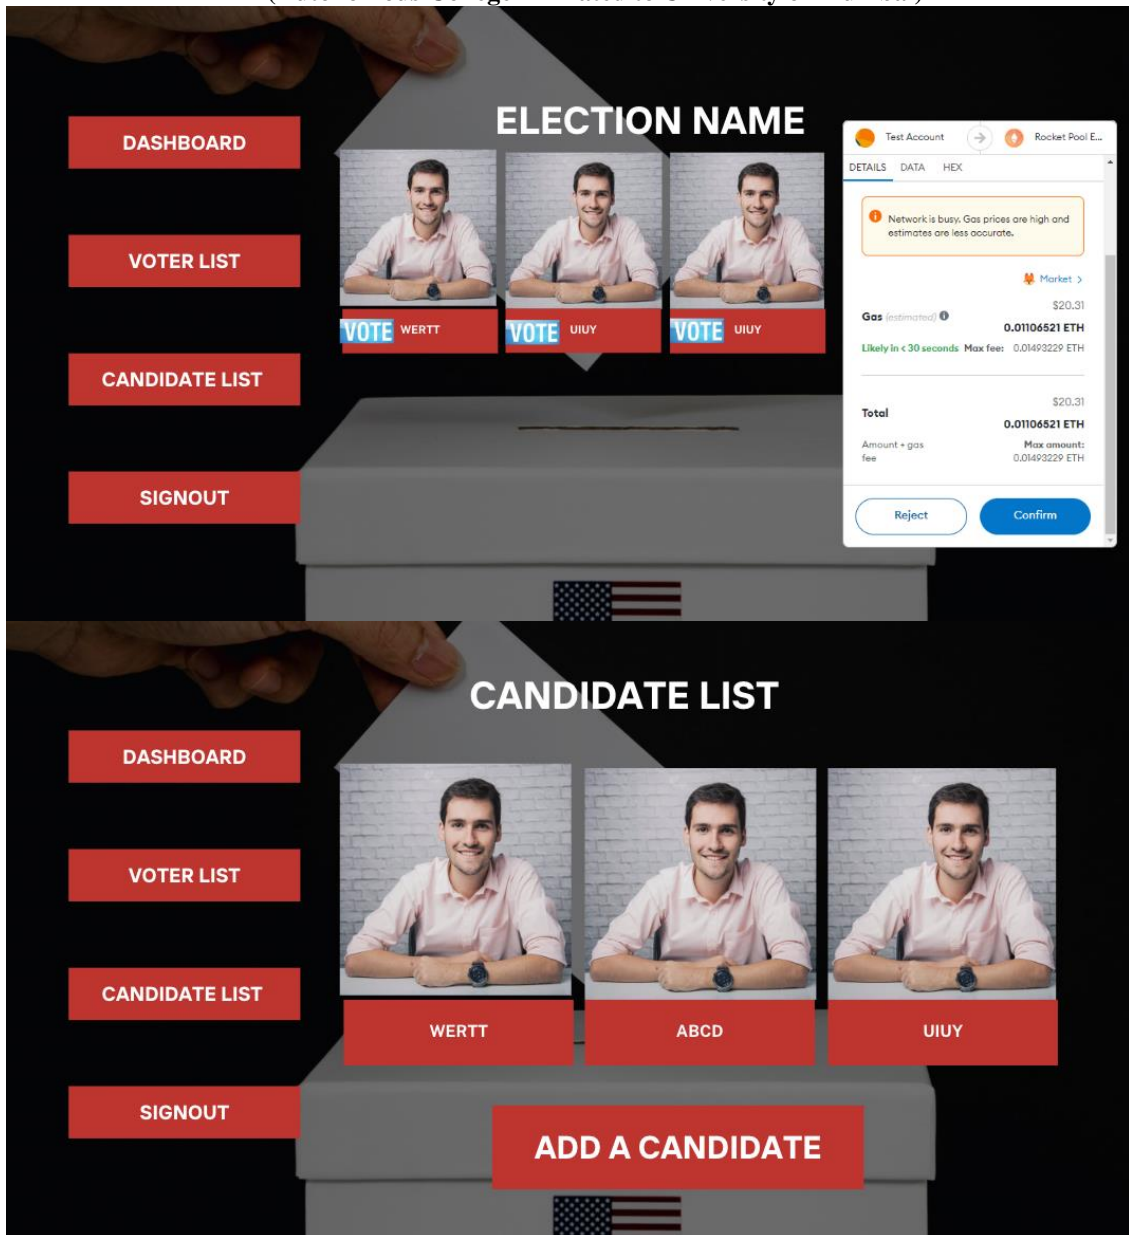 ELECTION NAME
DASHBOARD
VOTER LIST
CANDIDATE LIST
SIGNOUT
VOTE WERTT
VOTE UIUY
VOTE UIUY
Test Account
Rocket Pool E...
DETAILS DATA HEX
Network is busy. Gas prices are high and
estimates are less accurate.
Market >
$20.31
Gas (estimated)
0.01106521 ETH
Likely in < 30 seconds Max fee: 0.01493229 ETH
$20.31
Total
0.01106521 ETH
Amount + gas
fee
Max amount:
0.01493229 ETH
Reject
Confirm
CANDIDATE LIST
DASHBOARD
VOTER LIST
CANDIDATE LIST
SIGNOUT
WERTT
ABCD
UIUY
ADD A CANDIDATE